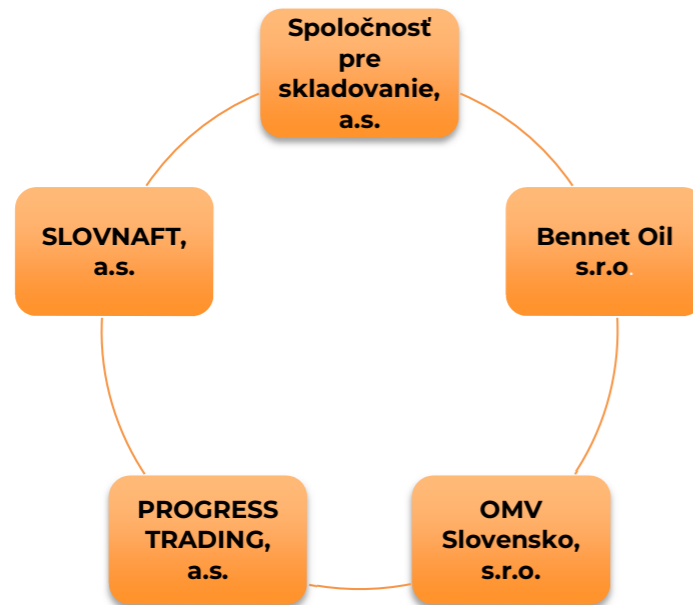 Spoločnosť
pre
skladovanie,
a.s.
Bennet Oil
s.r.o.
OMV
Slovensko,
s.r.o.
PROGRESS
TRADING,
a.s.
SLOVNAFT,
a.s.